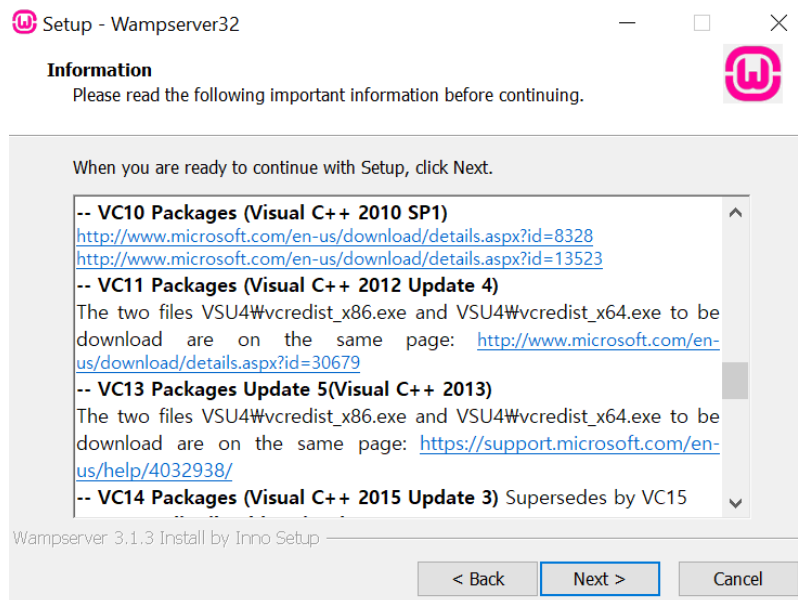 Setup - Wampserver32
Information
Please read the following important information before continuing.
When you are ready to continue with Setup, click Next.
-- VC10 Packages (Visual C++ 2010 SP1)
http://www.microsoft.com/en-us/download/details.aspx?id=8328
http://www.microsoft.com/en-us/download/details.aspx?id=13523
-- VC11 Packages (Visual C++ 2012 Update 4)
The two files VSU4₩vcredist_x86.exe and VSU4₩vcredist_x64.exe to be
download are on the same page: http://www.microsoft.com/en-
us/download/details.aspx?id=30679
-- VC13 Packages Update 5(Visual C++ 2013)
The two files VSU4₩vcredist_x86.exe and VSU4₩vcredist_x64.exe to be
download are on the same page: https://support.microsoft.com/en-
us/help/4032938/
-- VC14 Packages (Visual C++ 2015 Update 3) Supersedes by VC15
Wampserver 3.1.3 Install by Inno Setup
< Back
Next >
Cancel